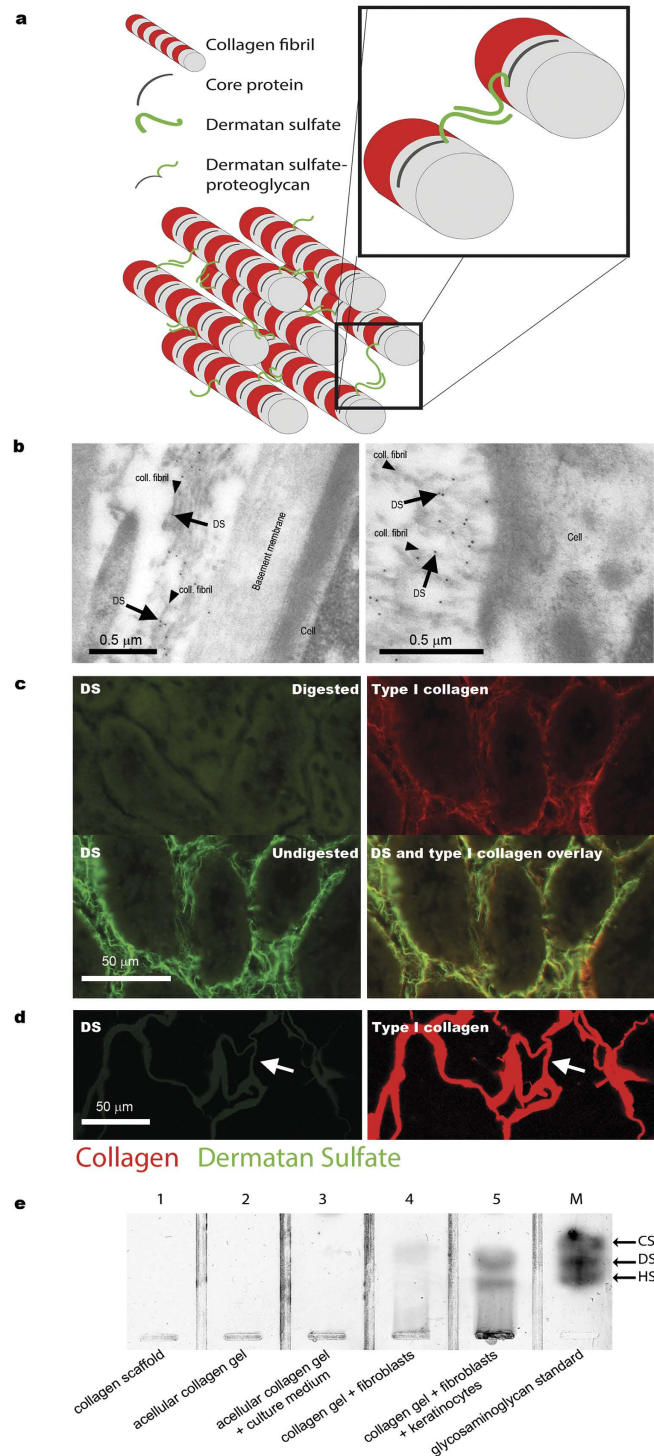 a
Collagen fibril
Core protein
Dermatan sulfate
Dermatan sulfate-
proteoglycan
b
coll. fibril
DS
coll. fibril
DS
Basement membrane
Cell
0.5 μm
coll. fibril
DS
coll. fibril
DS
Cell
0.5 μm
c
DS
Digested
Type I collagen
DS
Undigested
DS and type I collagen overlay
50 μm
d
DS
Type I collagen
50 μm
Collagen Dermatan Sulfate
e
1 2 3 4 5 M
CS
DS
HS
collagen scaffold
acellular collagen gel
acellular collagen gel
+ culture medium
collagen gel + fibroblasts
collagen gel + fibroblasts
+ keratinocytes
glycosaminoglycan standard